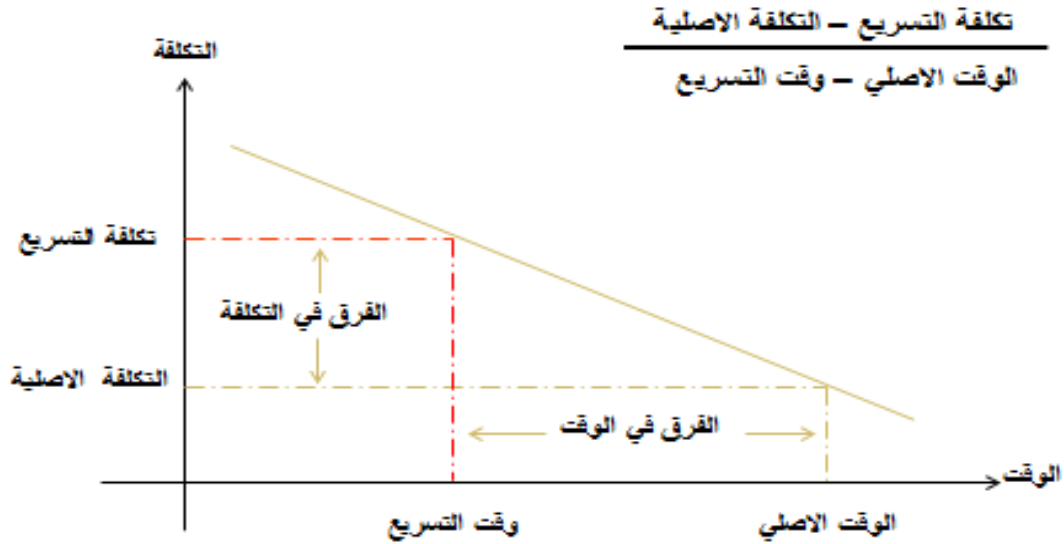 تكلفة التسريع – التكلفة الاصلية
الوقت الاصلي – وقت التسريع
التكلفة
تكلفة التسريع
الفرق في التكلفة
التكلفة الاصلية
الفرق في الوقت
الوقت
وقت التسريع
الوقت الاصلي